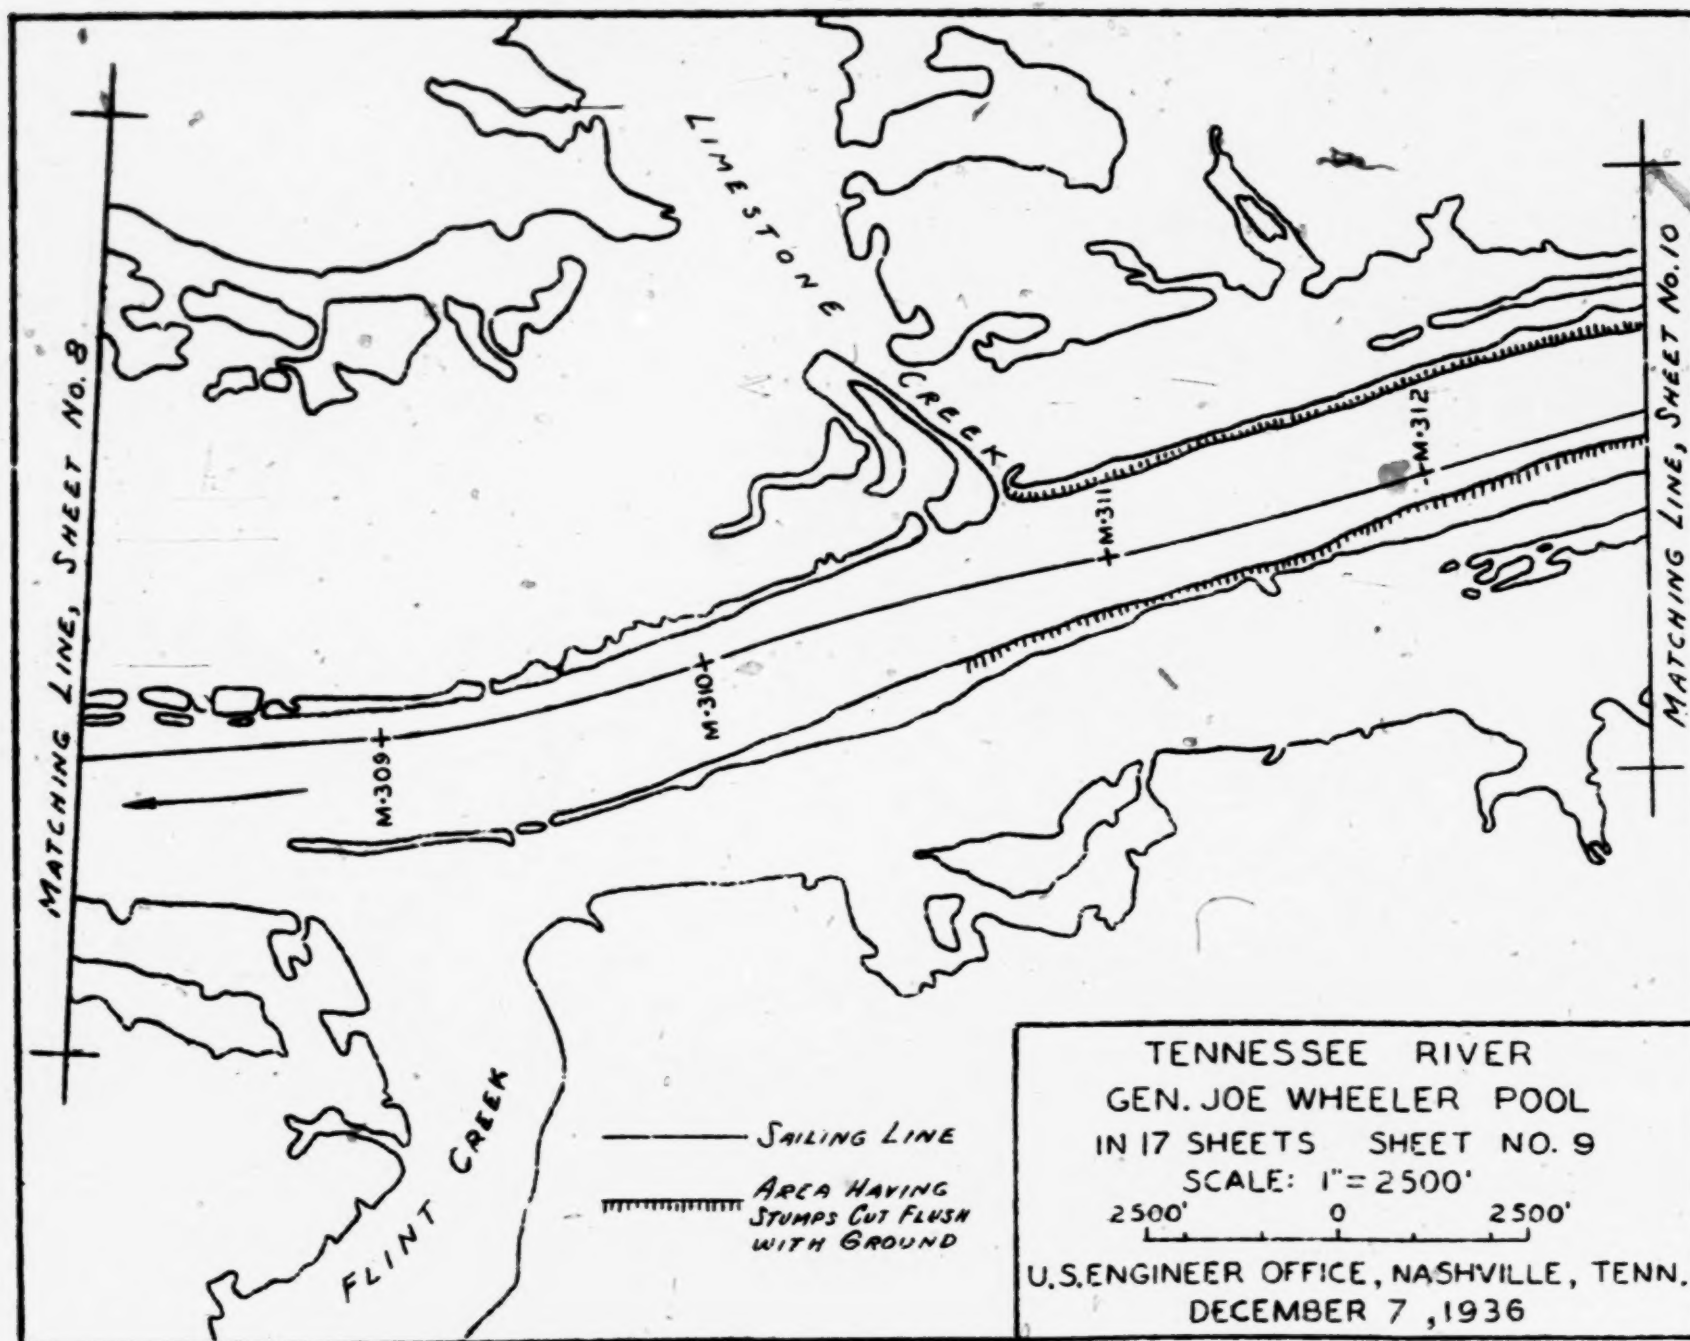 LIMESTONE
CREEK
MATCHING LINE, SHEET NO. 8
MATCHING LINE, SHEET NO. 10
M·312
M·311
M·310
M·309
FLINT CREEK
SAILING LINE
AREA HAVING
STUMPS CUT FLUSH
WITH GROUND
TENNESSEE RIVER
GEN. JOE WHEELER POOL
IN 17 SHEETS SHEET NO. 9
SCALE: 1"=2500'
2500' 0 2500'
U.S. ENGINEER OFFICE, NASHVILLE, TENN.
DECEMBER 7, 1936